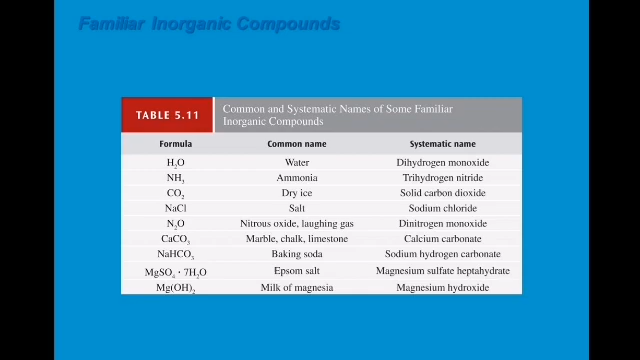 Familiar Inorganic Compounds
TABLE 5.11
Common and Systematic Names of Some Familiar
Inorganic Compounds
Formula Common name Systematic name
H₂O Water Dihydrogen monoxide
NH₃ Ammonia Trihydrogen nitride
CO₂ Dry ice Solid carbon dioxide
NaCl Salt Sodium chloride
N₂O Nitrous oxide, laughing gas Dinitrogen monoxide
CaCO₃ Marble, chalk, limestone Calcium carbonate
NaHCO₃ Baking soda Sodium hydrogen carbonate
MgSO₄ · 7H₂O Epsom salt Magnesium sulfate heptahydrate
Mg(OH)₂ Milk of magnesia Magnesium hydroxide